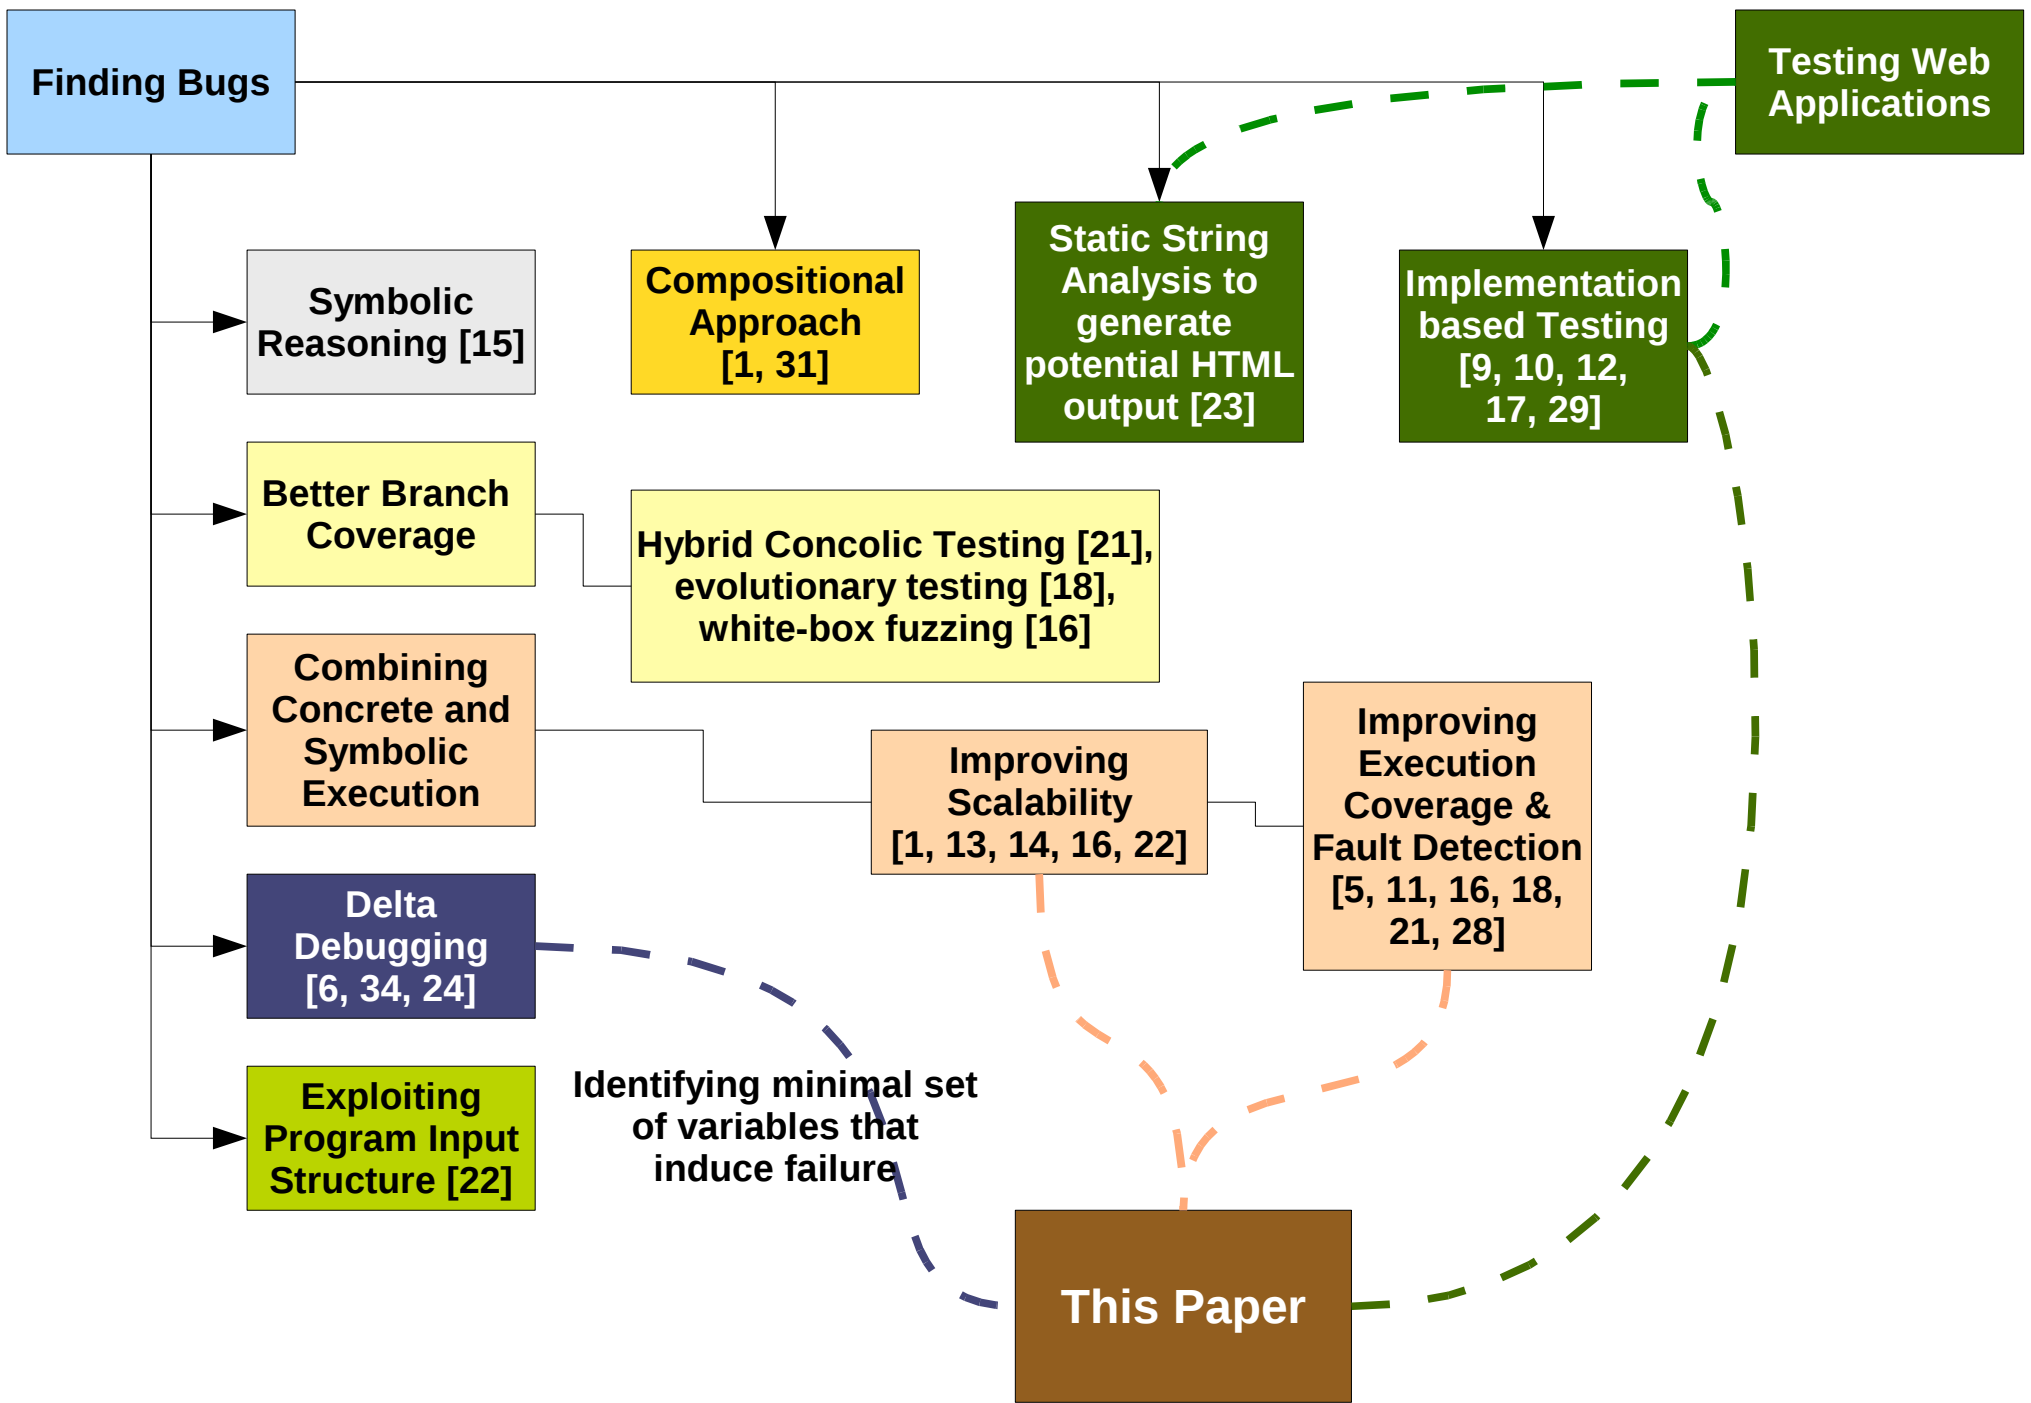 Finding Bugs
Testing Web
Applications
Symbolic
Reasoning [15]
Compositional
Approach
[1, 31]
Static String
Analysis to
generate
potential HTML
output [23]
Implementation
based Testing
[9, 10, 12,
17, 29]
Better Branch
Coverage
Hybrid Concolic Testing [21],
evolutionary testing [18],
white-box fuzzing [16]
Combining
Concrete and
Symbolic
Execution
Improving
Scalability
[1, 13, 14, 16, 22]
Improving
Execution
Coverage &
Fault Detection
[5, 11, 16, 18,
21, 28]
Delta
Debugging
[6, 34, 24]
Identifying minimal set
of variables that
induce failure
Exploiting
Program Input
Structure [22]
This Paper